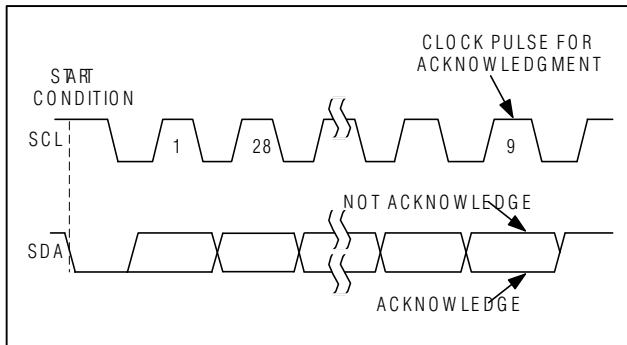 CLOCK PULSE FOR
ACKNOWLEDGMENT
START
CONDITION
SCL
1
28
9
NOT ACKNOWLEDGE
SDA
ACKNOWLEDGE